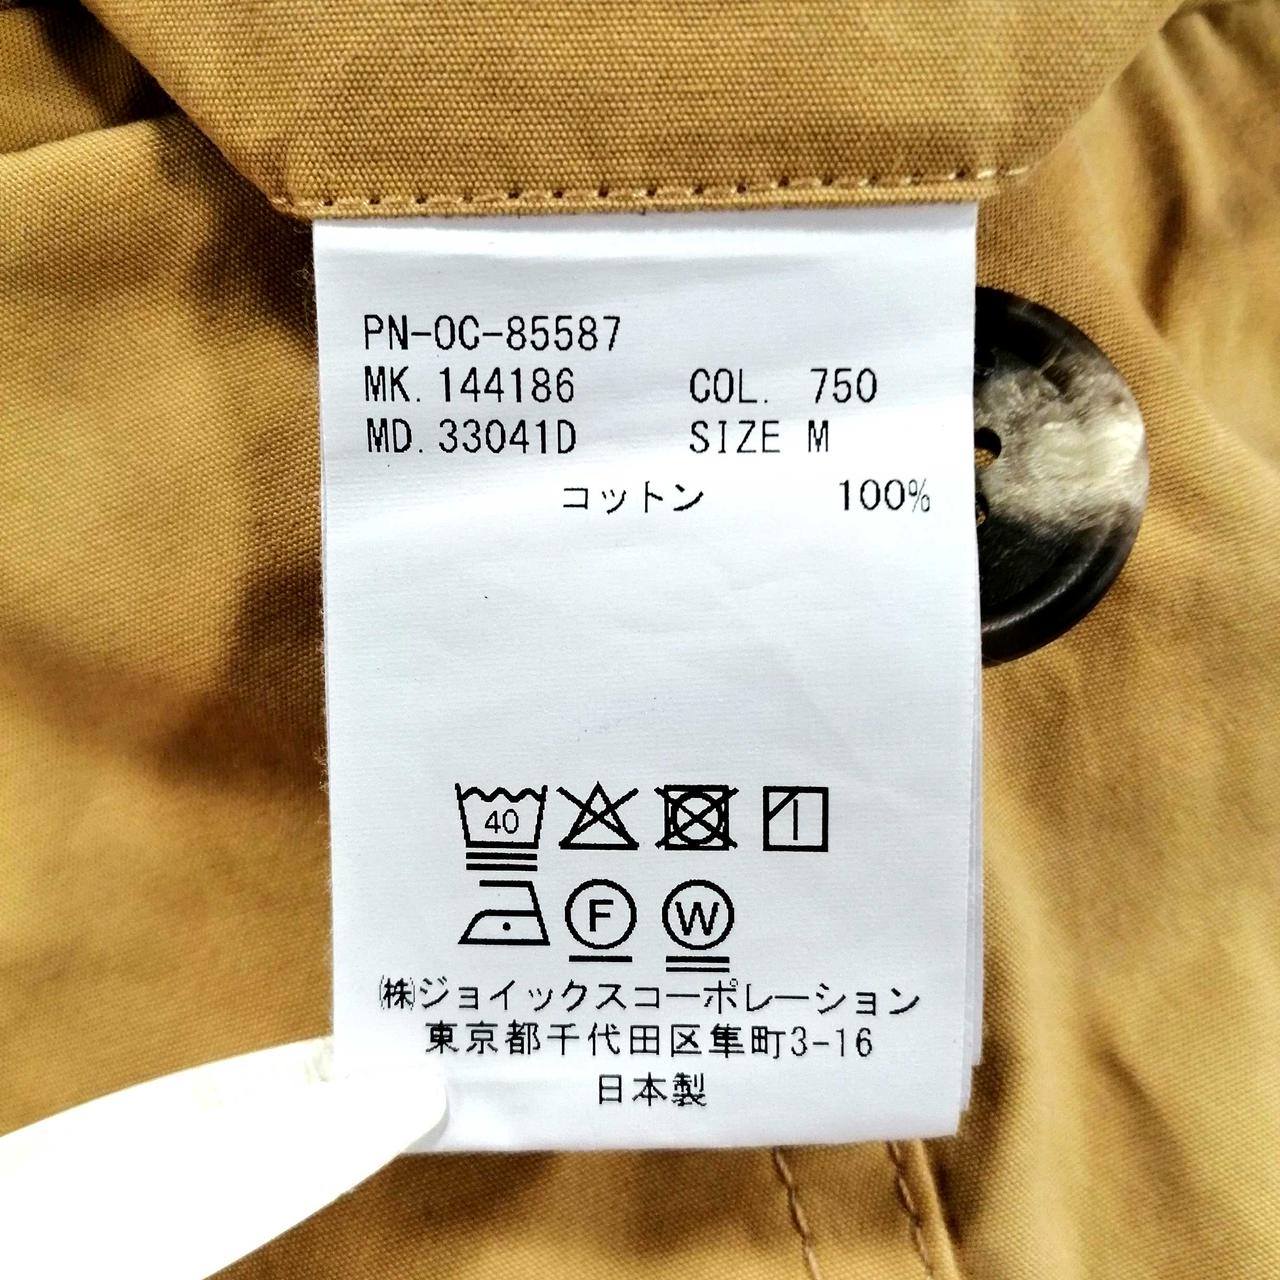 PN-OC-85587
MK. 144186 COL. 750
MD. 33041D SIZE M
コットン 100%
40
F W
㈱ジョイックスコーポレーション
東京都千代田区隼町3-16
日本製